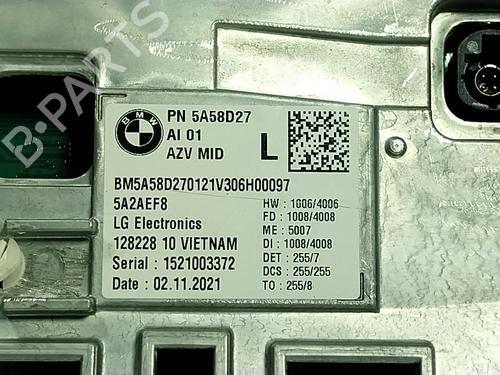 B-PARTS
BMW
PN 5A58D27
AI 01
AZV MID
L
BM5A58D270121V306H00097
5A2AEF8
LG Electronics
128228 10 VIETNAM
Serial : 1521003372
Date : 02.11.2021
HW : 1006/4006
FD : 1008/4008
ME : 5007
DI : 1008/4008
DET : 255/7
DCS : 255/255
TO : 255/8